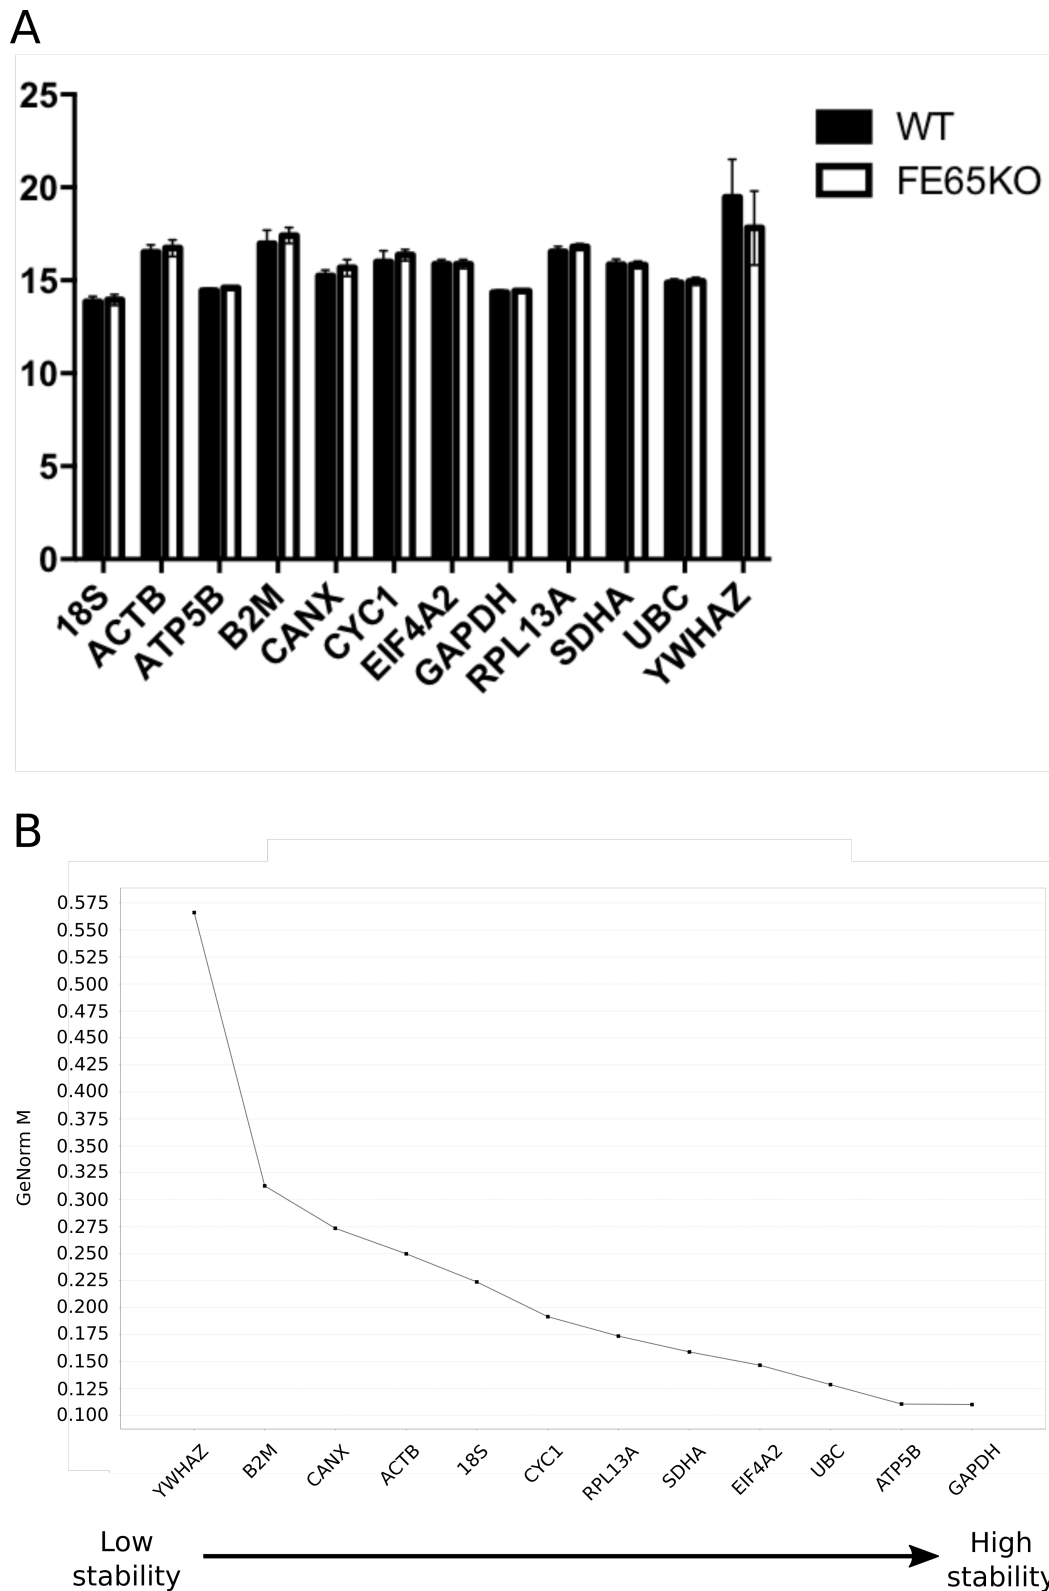 A
25
20
15
10
5
0
WT
FE65KO
18S
ACTB
ATP5B
B2M
CANX
CYC1
EIF4A2
GAPDH
RPL13A
SDHA
UBC
YWHAZ
B
GeNorm M
0.575
0.550
0.525
0.500
0.475
0.450
0.425
0.400
0.375
0.350
0.325
0.300
0.275
0.250
0.225
0.200
0.175
0.150
0.125
0.100
YWHAZ
B2M
CANX
ACTB
18S
CYC1
RPL13A
SDHA
EIF4A2
UBC
ATP5B
GAPDH
Low
stability
High
stability